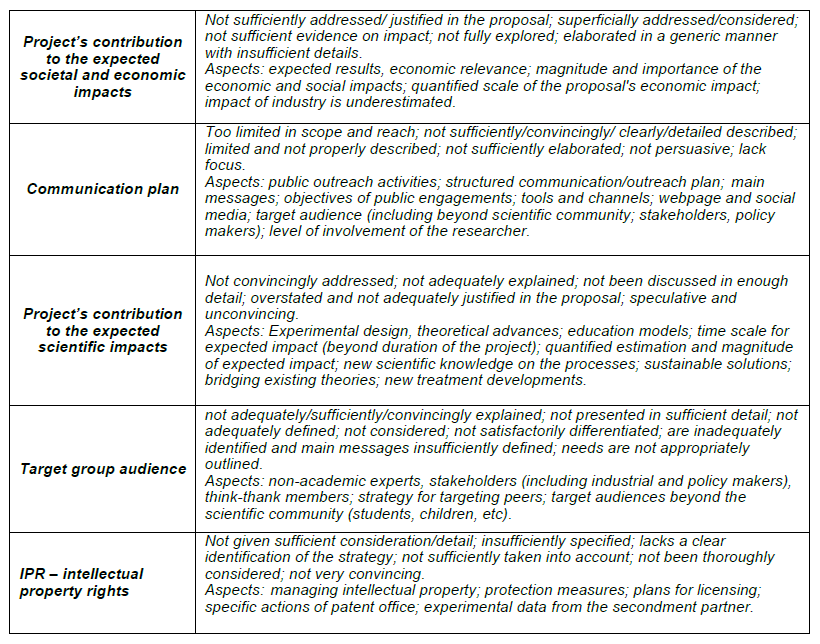 Project's contribution
to the expected
societal and economic
impacts
Not sufficiently addressed/ justified in the proposal; superficially addressed/considered;
not sufficient evidence on impact; not fully explored; elaborated in a generic manner
with insufficient details.
Aspects: expected results, economic relevance; magnitude and importance of the
economic and social impacts; quantified scale of the proposal's economic impact;
impact of industry is underestimated.
Communication plan
Too limited in scope and reach; not sufficiently/convincingly/ clearly/detailed described;
limited and not properly described; not sufficiently elaborated; not persuasive; lack
focus.
Aspects: public outreach activities; structured communication/outreach plan; main
messages; objectives of public engagements; tools and channels; webpage and social
media; target audience (including beyond scientific community; stakeholders, policy
makers); level of involvement of the researcher.
Project's contribution
to the expected
scientific impacts
Not convincingly addressed; not adequately explained; not been discussed in enough
detail; overstated and not adequately justified in the proposal; speculative and
unconvincing.
Aspects: Experimental design, theoretical advances; education models; time scale for
expected impact (beyond duration of the project); quantified estimation and magnitude
of expected impact; new scientific knowledge on the processes; sustainable solutions;
bridging existing theories; new treatment developments.
Target group audience
not adequately/sufficiently/convincingly explained; not presented in sufficient detail; not
adequately defined; not considered; not satisfactorily differentiated; are inadequately
identified and main messages insufficiently defined; needs are not appropriately
outlined.
Aspects: non-academic experts, stakeholders (including industrial and policy makers),
think-thank members; strategy for targeting peers; target audiences beyond the
scientific community (students, children, etc).
IPR – intellectual
property rights
Not given sufficient consideration/detail; insufficiently specified; lacks a clear
identification of the strategy; not sufficiently taken into account; not been thoroughly
considered; not very convincing.
Aspects: managing intellectual property; protection measures; plans for licensing;
specific actions of patent office; experimental data from the secondment partner.